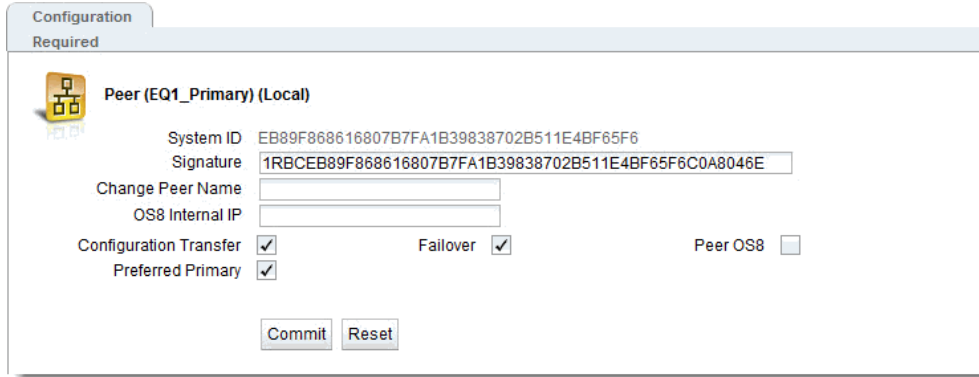 Configuration
Required
Peer (EQ1_Primary) (Local)
System ID EB89F868616807B7FA1B39838702B511E4BF65F6
Signature 1RBCEB89F868616807B7FA1B39838702B511E4BF65F6C0A8046E
Change Peer Name
OS8 Internal IP
Configuration Transfer Failover Peer OS8
Preferred Primary
Commit Reset